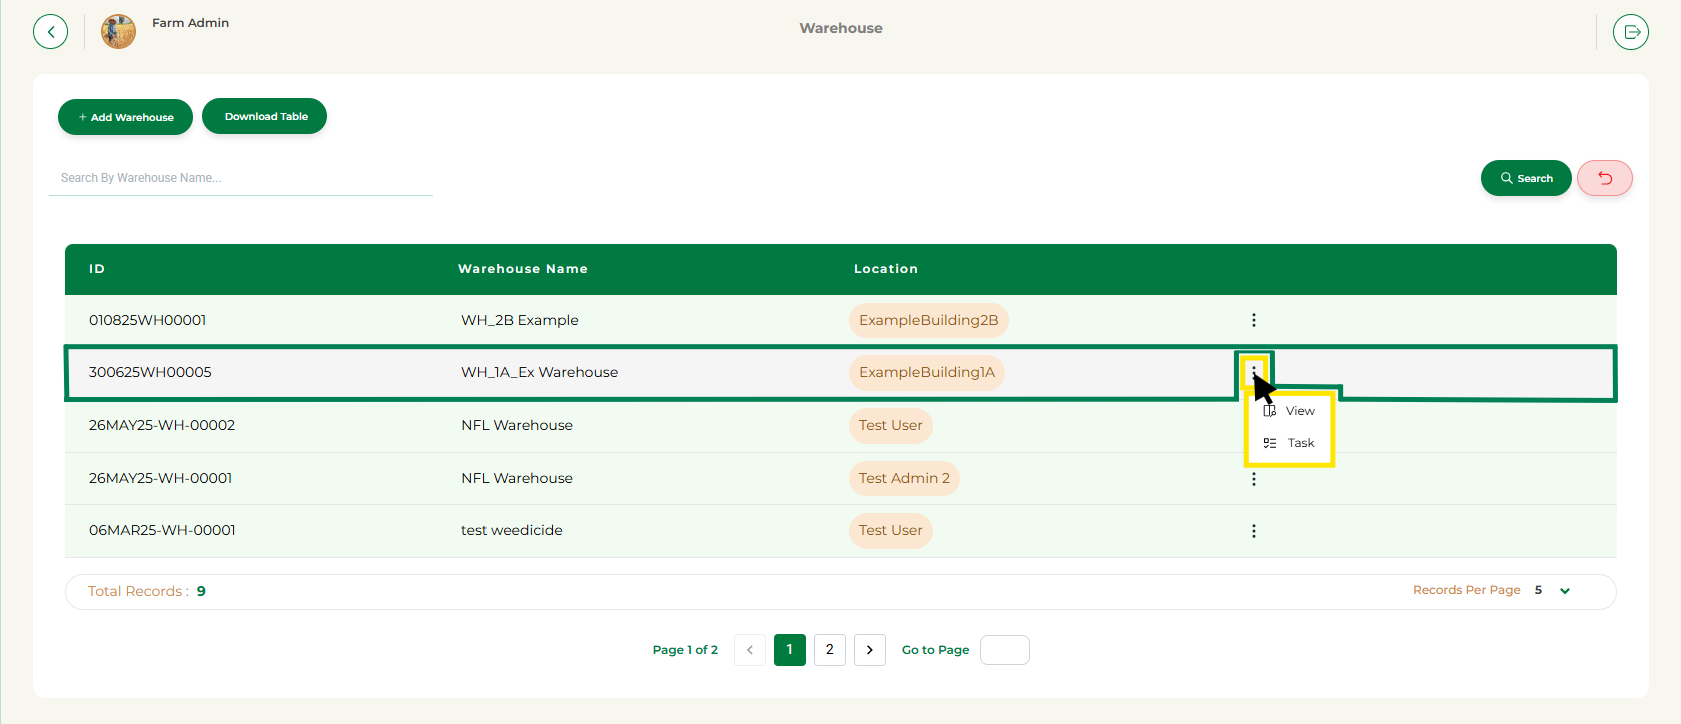 Farm Admin
Warehouse
+ Add Warehouse
Download Table
Search By Warehouse Name...
Search
ID Warehouse Name Location
010825WH00001 WH_2B Example ExampleBuilding2B
300625WH00005 WH_1A_Ex Warehouse ExampleBuilding1A
View
26MAY25-WH-00002 NFL Warehouse Test User
Task
26MAY25-WH-00001 NFL Warehouse Test Admin 2
06MAR25-WH-00001 test weedicide Test User
Total Records : 9
Records Per Page 5
Page 1 of 2 1 2 Go to Page